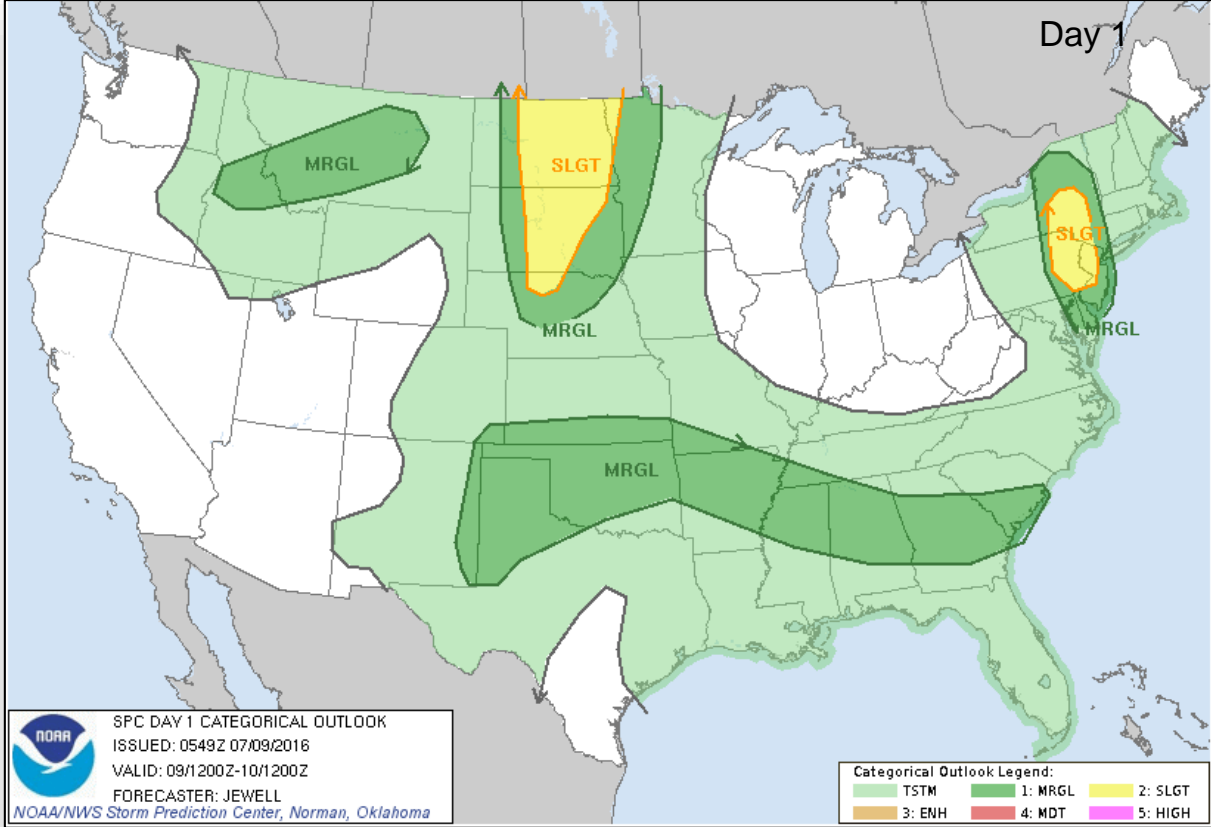 Day 1
MRGL
SLGT
SLGT
MRGL
MRGL
MRGL
NOAA
SPC DAY 1 CATEGORICAL OUTLOOK
ISSUED: 0549Z 07/09/2016
VALID: 09/1200Z-10/1200Z
FORECASTER: JEWELL
NOAA/NWS Storm Prediction Center, Norman, Oklahoma
Categorical Outlook Legend:
TSTM 1: MRGL 2: SLGT
3: ENH 4: MDT 5: HIGH